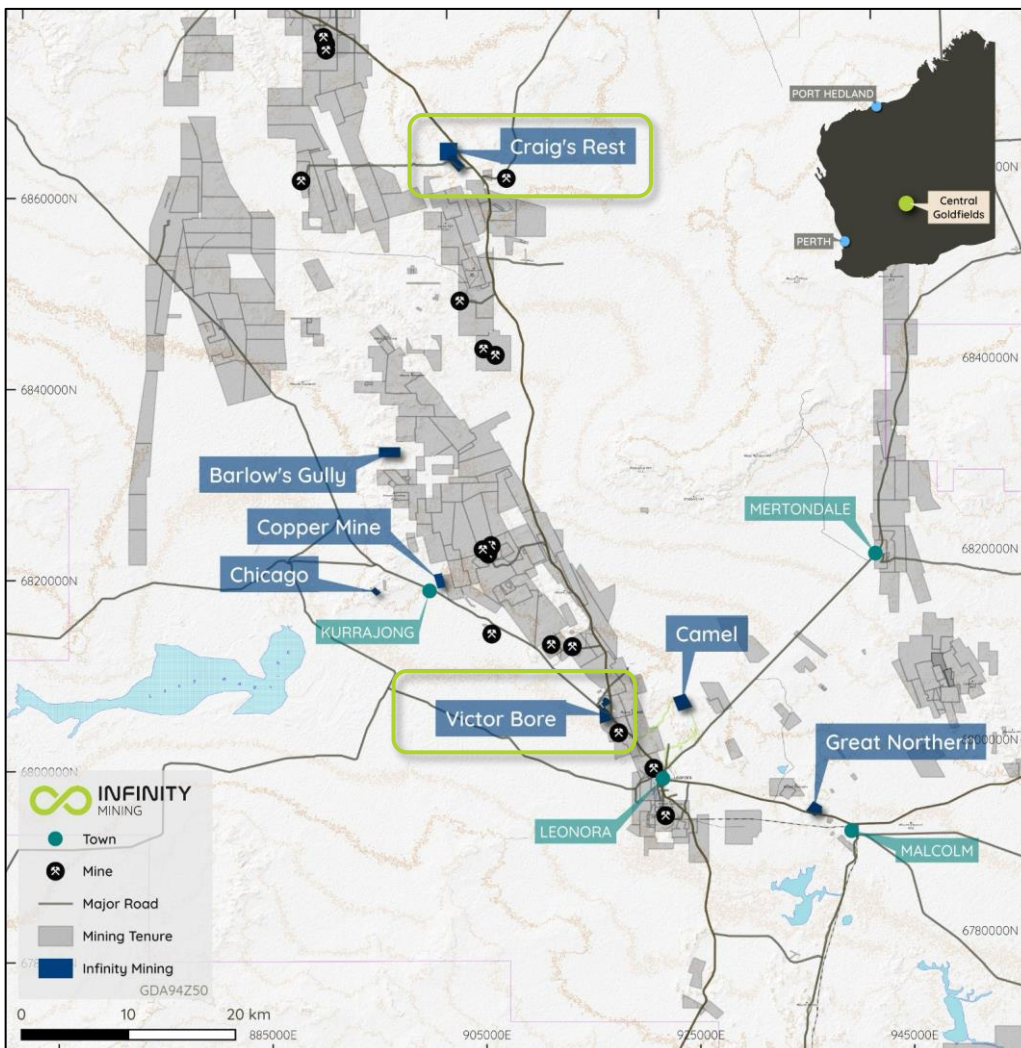 PORT HEDLAND
Central
Goldfields
PERTH
Craig's Rest
6860000N
6840000N
6840000N
Barlow's Gully
MERTONDALE
Copper Mine
6820000N
6820000N
Chicago
KURRAJONG
Camel
Victor Bore
Great Northern
6800000N
INFINITY
MINING
LEONORA
MALCOLM
Town
Mine
Major Road
Mining Tenure
Infinity Mining
GDA94Z50
6780000N
0 10 20 km
885000E
905000E
925000E
945000E